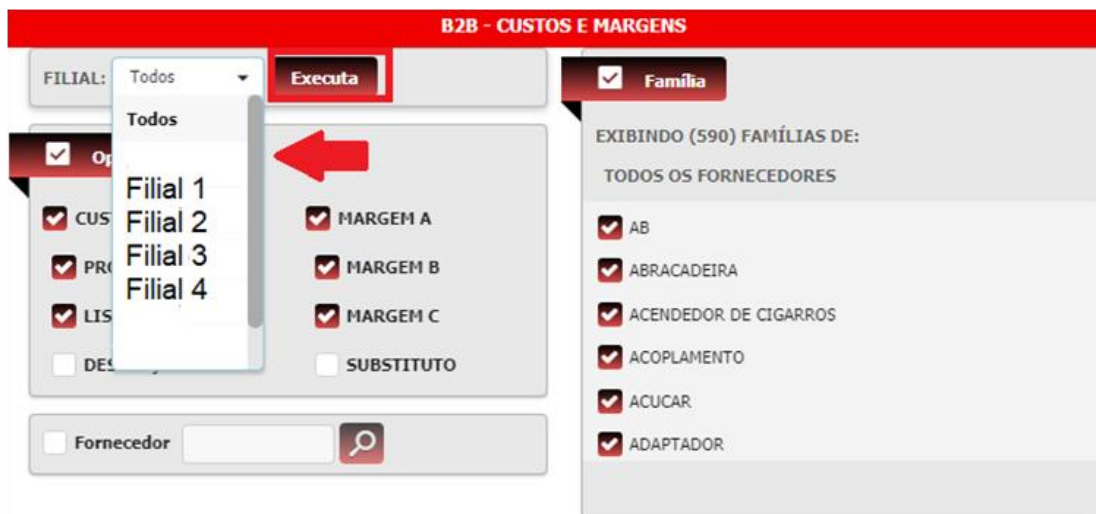 B2B - CUSTOS E MARGENS
FILIAL: Todos Executa
Todos
Filial 1
Filial 2
Filial 3
Filial 4
MARGEM A
MARGEM B
MARGEM C
SUBSTITUTO
Fornecedor
Família
EXIBINDO (590) FAMÍLIAS DE:
TODOS OS FORNECEDORES
AB
ABRACADEIRA
ACENDEDOR DE CIGARROS
ACOPLAMENTO
ACUCAR
ADAPTADOR